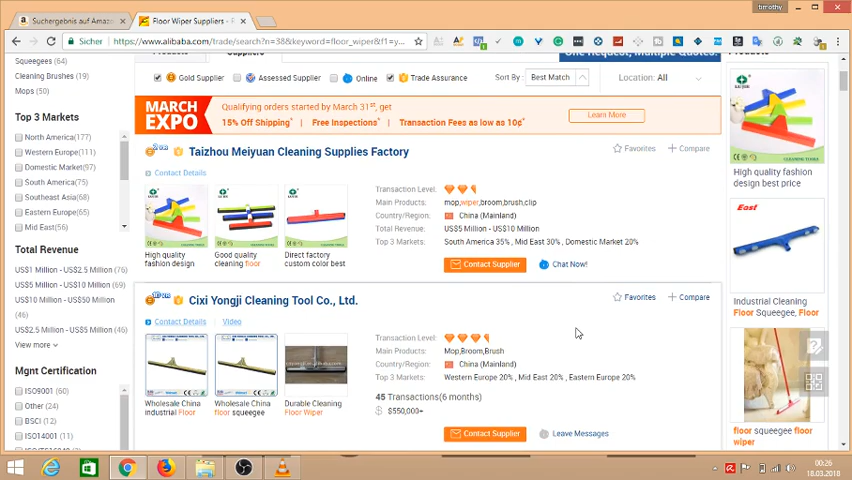 timothy
Suchergebnis auf Amazo
Floor Wiper Suppliers - F
Sicher
https://www.alibaba.com/trade/search?n=38&keyword=floor_wiper&f1=y...
Squeegees (64)
Cleaning Brushes (19)
Mops (50)
Top 3 Markets
North America(177)
Western Europe(111)
Domestic Market(97)
South America(75)
Southeast Asia(68)
Eastern Europe(65)
Mid East(56)
Total Revenue
US$1 Million - US$2.5 Million (76)
US$5 Million - US$10 Million (69)
US$10 Million - US$50 Million
(46)
US$2.5 Million - US$5 Million (46)
View more
Mgnt Certification
ISO9001 (60)
Other (24)
BSCI (12)
ISO14001 (11)
Products
Suppliers
One Request, Multiple Quotes
Gold Supplier
Assessed Supplier
Online
Trade Assurance
Sort By :
Best Match
Location: All
MARCH
EXPO
Qualifying orders started by March 31st, get
15% Off Shipping* | Free Inspections* | Transaction Fees as low as 10¢*
Learn More
Taizhou Meiyuan Cleaning Supplies Factory
Favorites
Compare
Contact Details
High quality
fashion design
Good quality
cleaning floor
Direct factory
custom color best
Transaction Level:
Main Products: mop,wiper,broom,brush,clip
Country/Region: China (Mainland)
Total Revenue: US$5 Million - US$10 Million
Top 3 Markets: South America 35% , Mid East 30% , Domestic Market 20%
Contact Supplier
Chat Now!
Cixi Yongji Cleaning Tool Co., Ltd.
Favorites
Compare
Contact Details
Video
Wholesale China
industrial Floor
Wholesale China
floor squeegee
Durable Cleaning
Floor Wiper
Transaction Level:
Main Products: Mop,Broom,Brush
Country/Region: China (Mainland)
Top 3 Markets: Western Europe 20% , Mid East 20% , Eastern Europe 20%
45 Transactions(6 months)
$550,000+
Contact Supplier
Leave Messages
Products
High quality fashion
design best price
East
Industrial Cleaning
Floor Squeegee, Floor
floor squeegee floor
wiper
00:26
18.03.2018